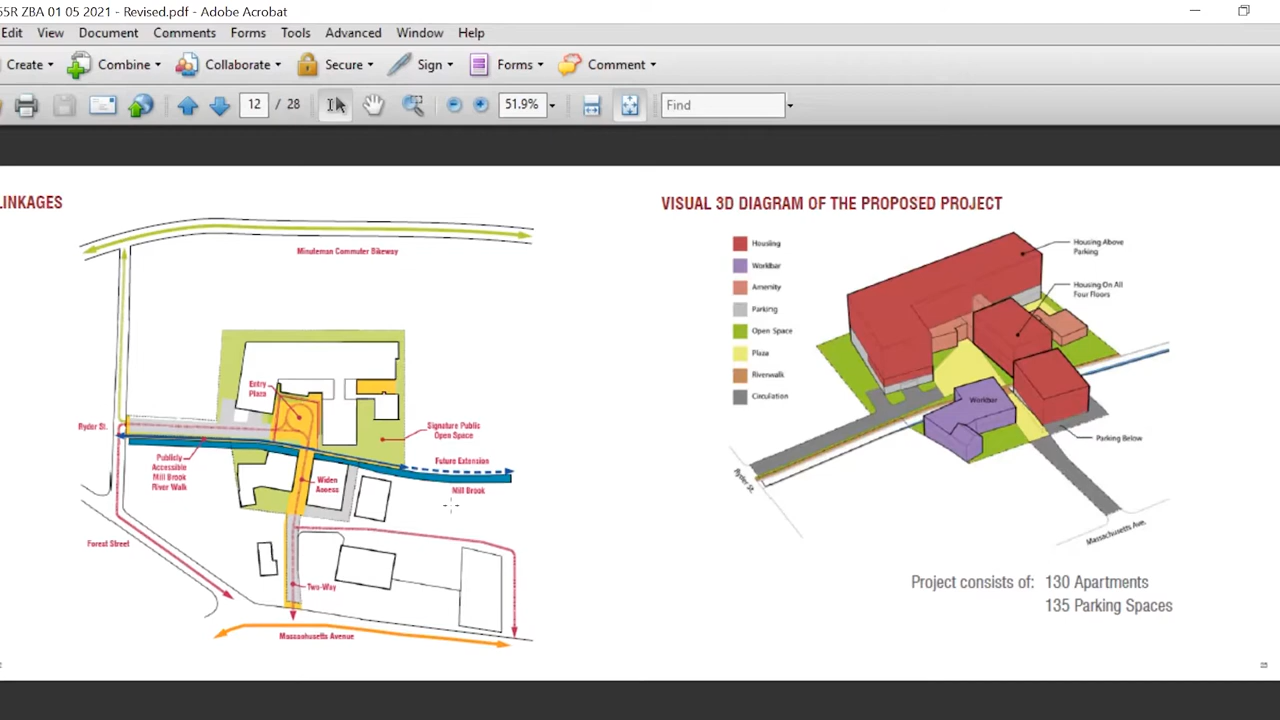 55R ZBA 01 05 2021 - Revised.pdf - Adobe Acrobat
Edit View Document Comments Forms Tools Advanced Window Help
Create Combine Collaborate Secure Sign Forms Comment
12 / 28 51.9% Find
LINKAGES
Minuteman Commuter Bikeway
Entry
Plaza
Ryder St.
Signature Public
Open Space
Publicly
Accessible
Mill Brook
River Walk
Future Extension
Widen
Access
Mill Brook
Forest Street
Two-Way
Massachusetts Avenue
VISUAL 3D DIAGRAM OF THE PROPOSED PROJECT
Housing
Workbar
Amenity
Parking
Open Space
Plaza
Riverwalk
Circulation
Housing Above
Parking
Housing On All
Four Floors
Workbar
Parking Below
Ryder St.
Massachusetts Ave.
Project consists of: 130 Apartments
135 Parking Spaces